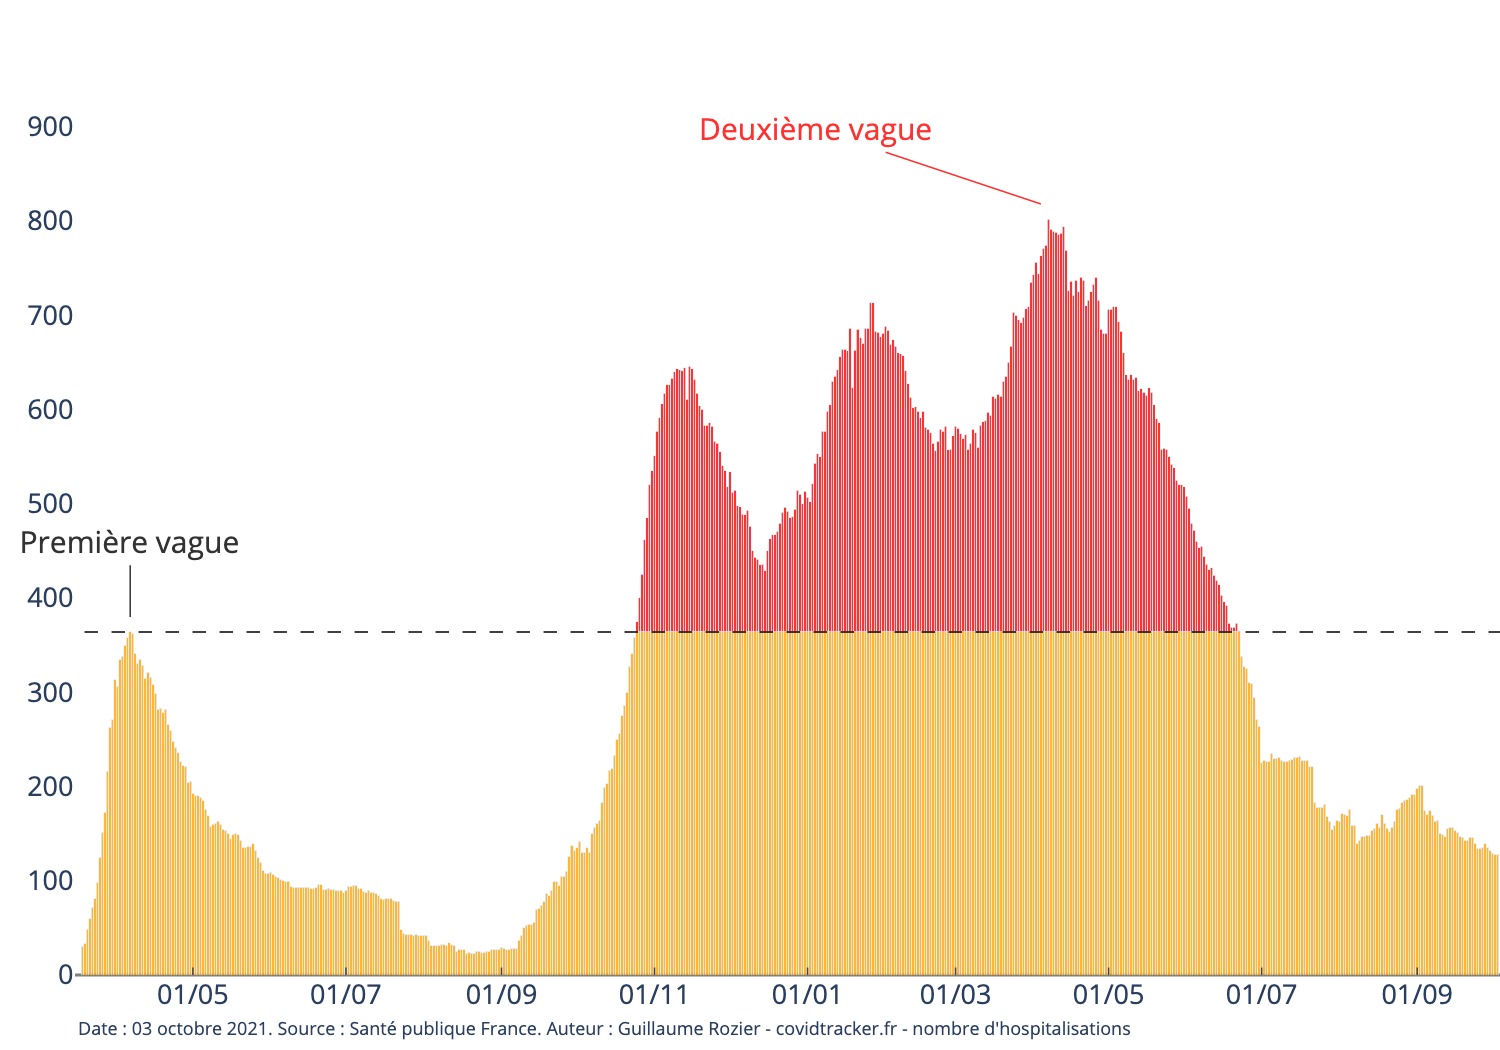 900
Deuxième vague
800
700
600
500
Première vague
400
300
200
100
0
01/05 01/07 01/09 01/11 01/01 01/03 01/05 01/07 01/09
Date : 03 octobre 2021. Source : Santé publique France. Auteur : Guillaume Rozier - covidtracker.fr - nombre d'hospitalisations